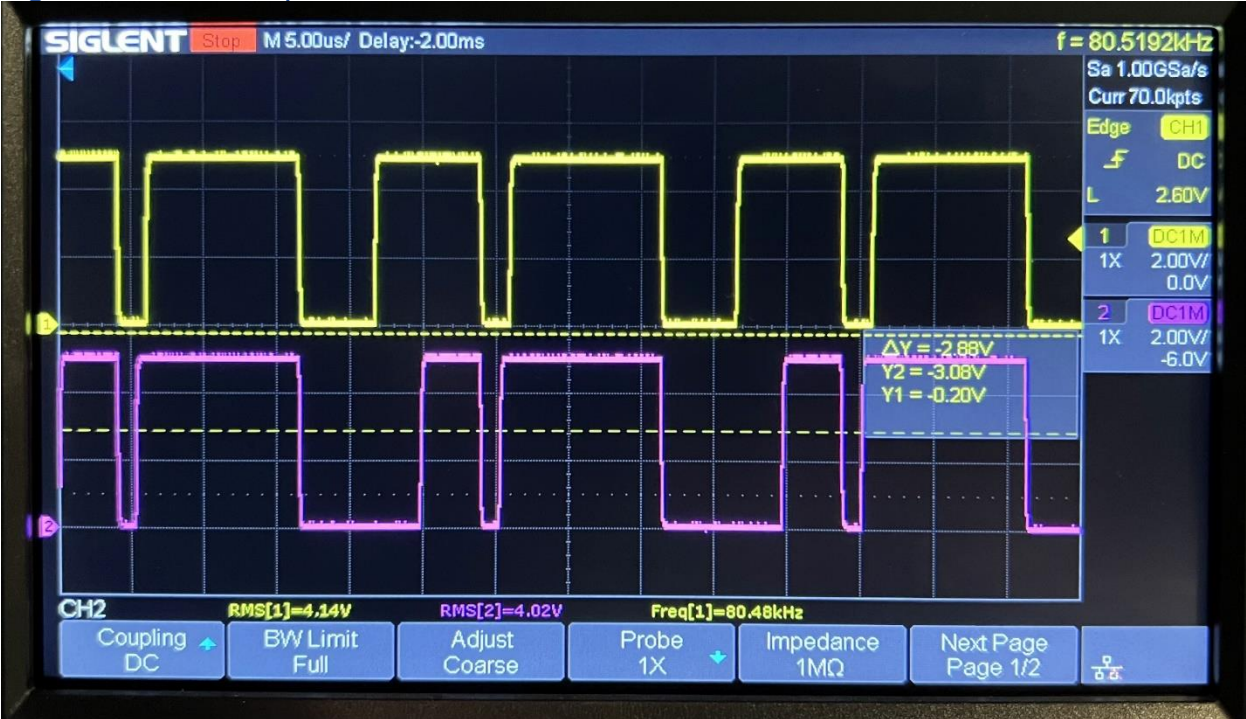 SIGLENT Stop M 5.00us/ Delay:-2.00ms f = 80.5192kHz
Sa 1.00GSa/s
Curr 70.0kpts
Edge CH1
DC
L 2.60V
1 DC1M
1X 2.00V/
0.0V
2 DC1M
1X 2.00V/
-6.0V
1
ΔY = -2.88V
Y2 = -3.08V
Y1 = -0.20V
2
CH2 RMS[1]=4.14V RMS[2]=4.02V Freq[1]=80.48kHz
Coupling BW Limit Adjust Probe Impedance Next Page
DC Full Coarse 1X 1MΩ Page 1/2